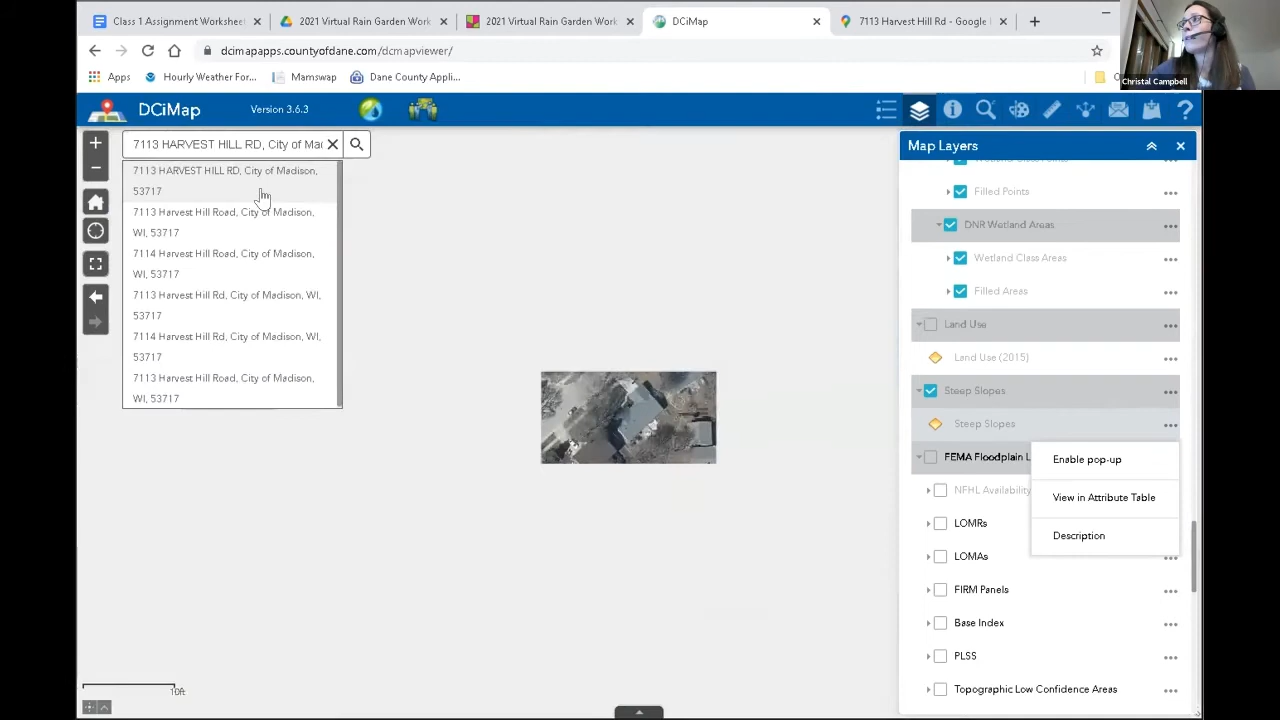 Class 1 Assignment Workshee
2021 Virtual Rain Garden Work
2021 Virtual Rain Garden Work
DCiMap
7113 Harvest Hill Rd - Google
dcimapapps.countyofdane.com/dcmapviewer/
Apps
Hourly Weather For...
Mamswap
Dane County Appli...
Christal Campbell
DCiMap
Version 3.6.3
7113 HARVEST HILL RD, City of Mad
7113 HARVEST HILL RD, City of Madison,
53717
7113 Harvest Hill Road, City of Madison,
WI, 53717
7114 Harvest Hill Road, City of Madison,
WI, 53717
7113 Harvest Hill Rd, City of Madison, WI,
53717
7114 Harvest Hill Rd, City of Madison, WI,
53717
7113 Harvest Hill Road, City of Madison,
WI, 53717
10ft
Map Layers
Wetland Class Points
Filled Points
DNR Wetland Areas
Wetland Class Areas
Filled Areas
Land Use
Land Use (2015)
Steep Slopes
Steep Slopes
FEMA Floodplain L
Enable pop-up
NFHL Availability
View in Attribute Table
LOMRs
Description
LOMAs
FIRM Panels
Base Index
PLSS
Topographic Low Confidence Areas